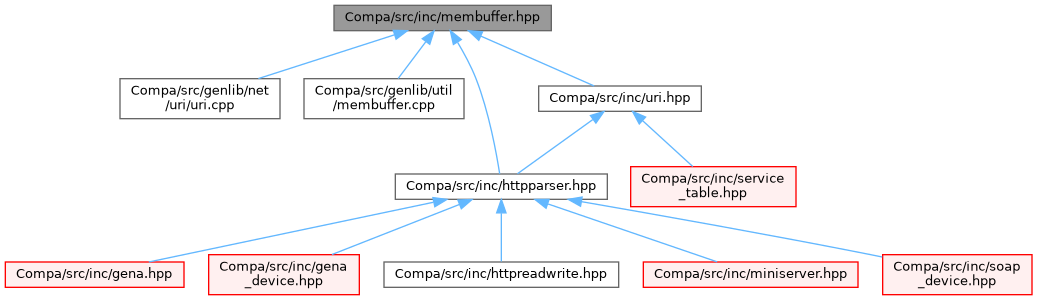 Compa/src/inc/membuffer.hpp
Compa/src/genlib/net
/uri/uri.cpp
Compa/src/genlib/util
/membuffer.cpp
Compa/src/inc/uri.hpp
Compa/src/inc/httpparser.hpp
Compa/src/inc/service
_table.hpp
Compa/src/inc/gena.hpp
Compa/src/inc/gena
_device.hpp
Compa/src/inc/httpreadwrite.hpp
Compa/src/inc/miniserver.hpp
Compa/src/inc/soap
_device.hpp